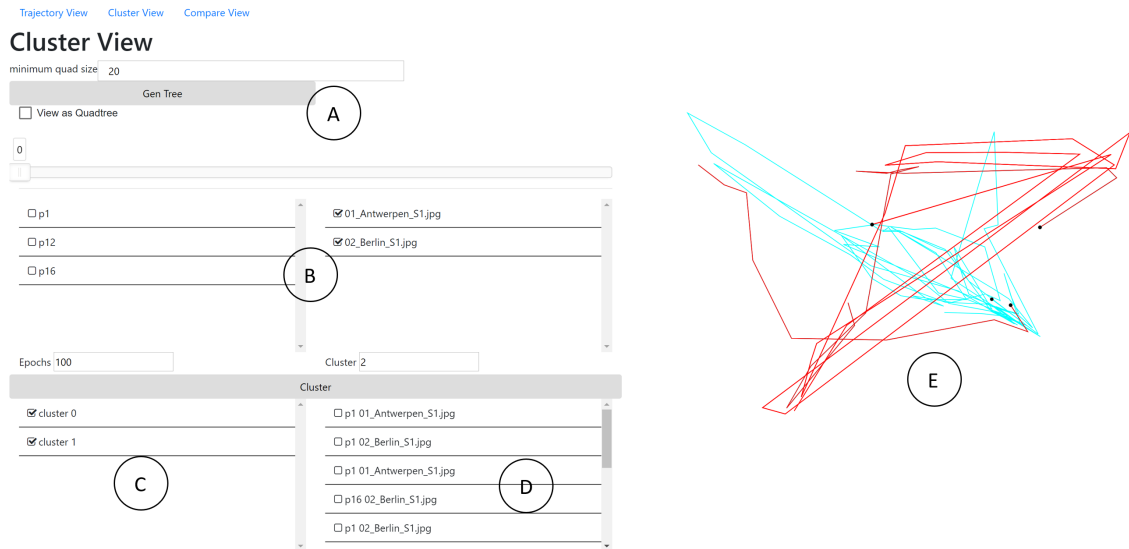 Trajectory View Cluster View Compare View
Cluster View
minimum quad size 20
Gen Tree
View as Quadtree
A
0
p1 01_Antwerpen_S1.jpg
p12 02_Berlin_S1.jpg
p16
B
Epochs 100 Cluster 2
Cluster
cluster 0 p1 01_Antwerpen_S1.jpg
cluster 1 p1 02_Berlin_S1.jpg
p1 01_Antwerpen_S1.jpg
C D
p16 02_Berlin_S1.jpg
p1 02_Berlin_S1.jpg
E